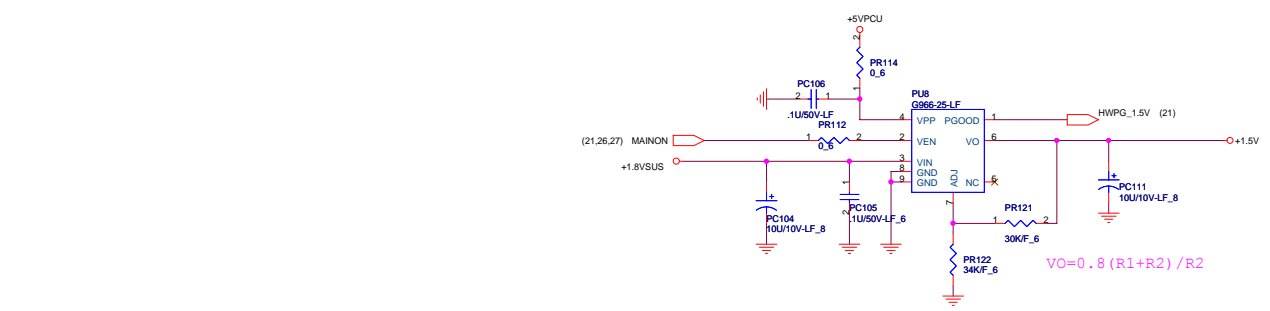 +5VPCU
2
PR114
0_6
1
PC106
2
1
.1U/50V-LF
PU8
G966-25-LF
4
VPP
PGOOD
1
HWPG_1.5V (21)
PR112
(21,26,27) MAINON
1
2
0_6
2
VEN
VO
6
+1.5V
+1.8VSUS
3
VIN
8
GND
9
GND
ADJ
NC
5
7
1
PC105
.1U/50V-LF_6
2
PC104
10U/10V-LF_8
+
+
PC111
10U/10V-LF_8
PR121
1
2
30K/F_6
PR122
34K/F_6
VO=0.8(R1+R2)/R2